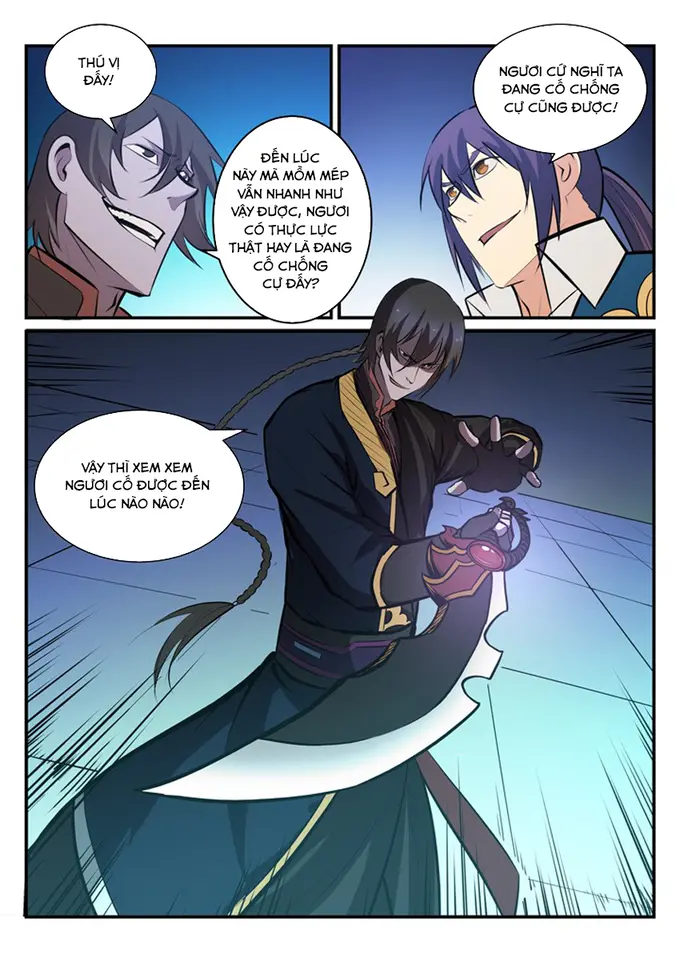 THÚ VỊ
ĐẤY!
ĐẾN LÚC
NÀY MÀ MỒM MÉP
VẪN NHANH NHƯ
VẬY ĐƯỢC, NGƯƠI
CÓ THỰC LỰC
THẬT HAY LÀ ĐANG
CỐ CHỐNG
CỰ ĐẤY?
NGƯƠI CỨ NGHĨ TA
ĐANG CỐ CHỐNG
CỰ CŨNG ĐƯỢC!
VẬY THÌ XEM XEM
NGƯƠI CỐ ĐƯỢC ĐẾN
LÚC NÀO NÀO!